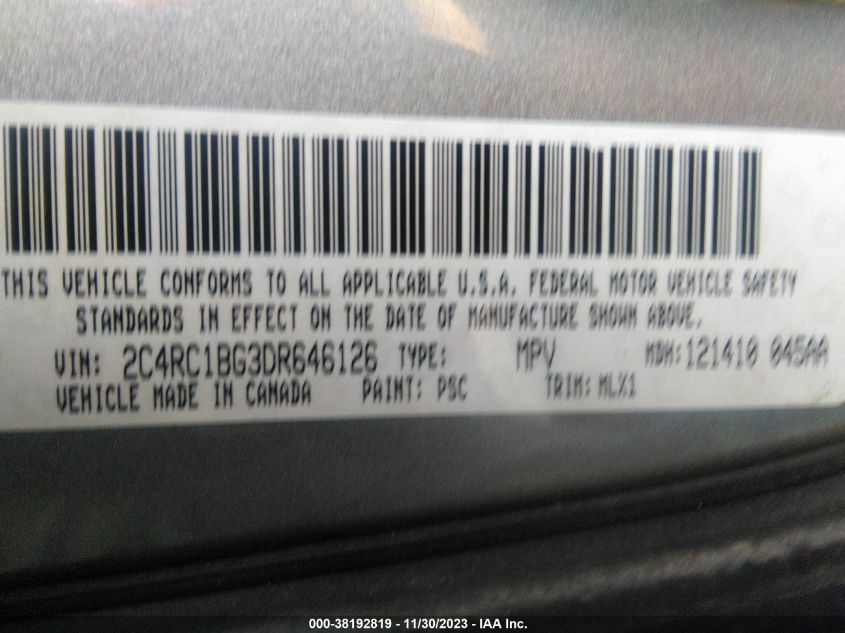 THIS VEHICLE CONFORMS TO ALL APPLICABLE U.S.A. FEDERAL MOTOR VEHICLE SAFETY
STANDARDS IN EFFECT ON THE DATE OF MANUFACTURE SHOWN ABOVE.
VIN: 2C4RC1BG3DR646126 TYPE: MPV MDH:121410 045AA
VEHICLE MADE IN CANADA PAINT: PSC TRIM: MLX1
000-38192819 - 11/30/2023 - IAA Inc.